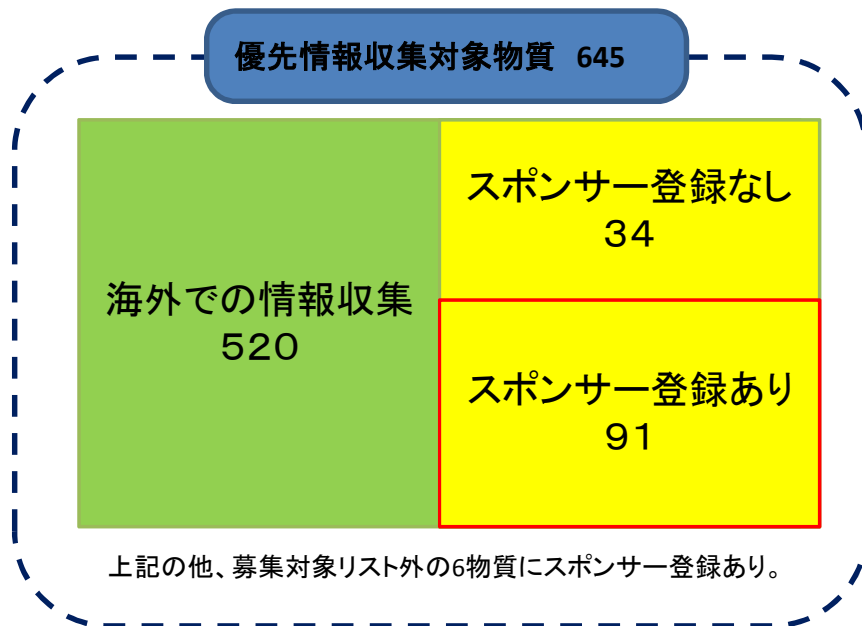 優先情報収集対象物質 645
海外での情報収集
５２０
スポンサー登録なし
３４
スポンサー登録あり
９１
上記の他、募集対象リスト外の6物質にスポンサー登録あり。